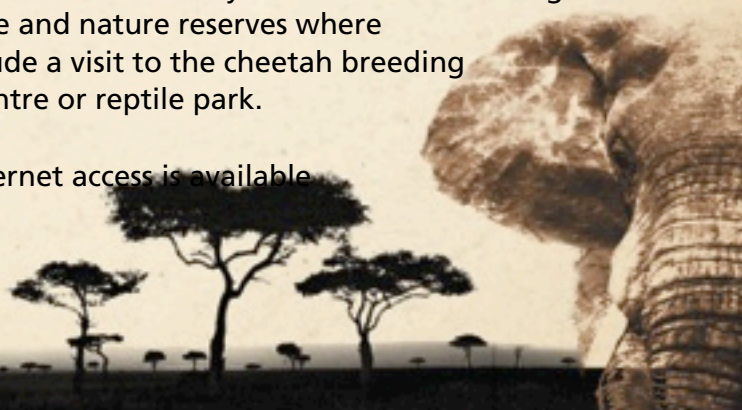 e and nature reserves where
ude a visit to the cheetah breeding
ntre or reptile park.
ernet access is available